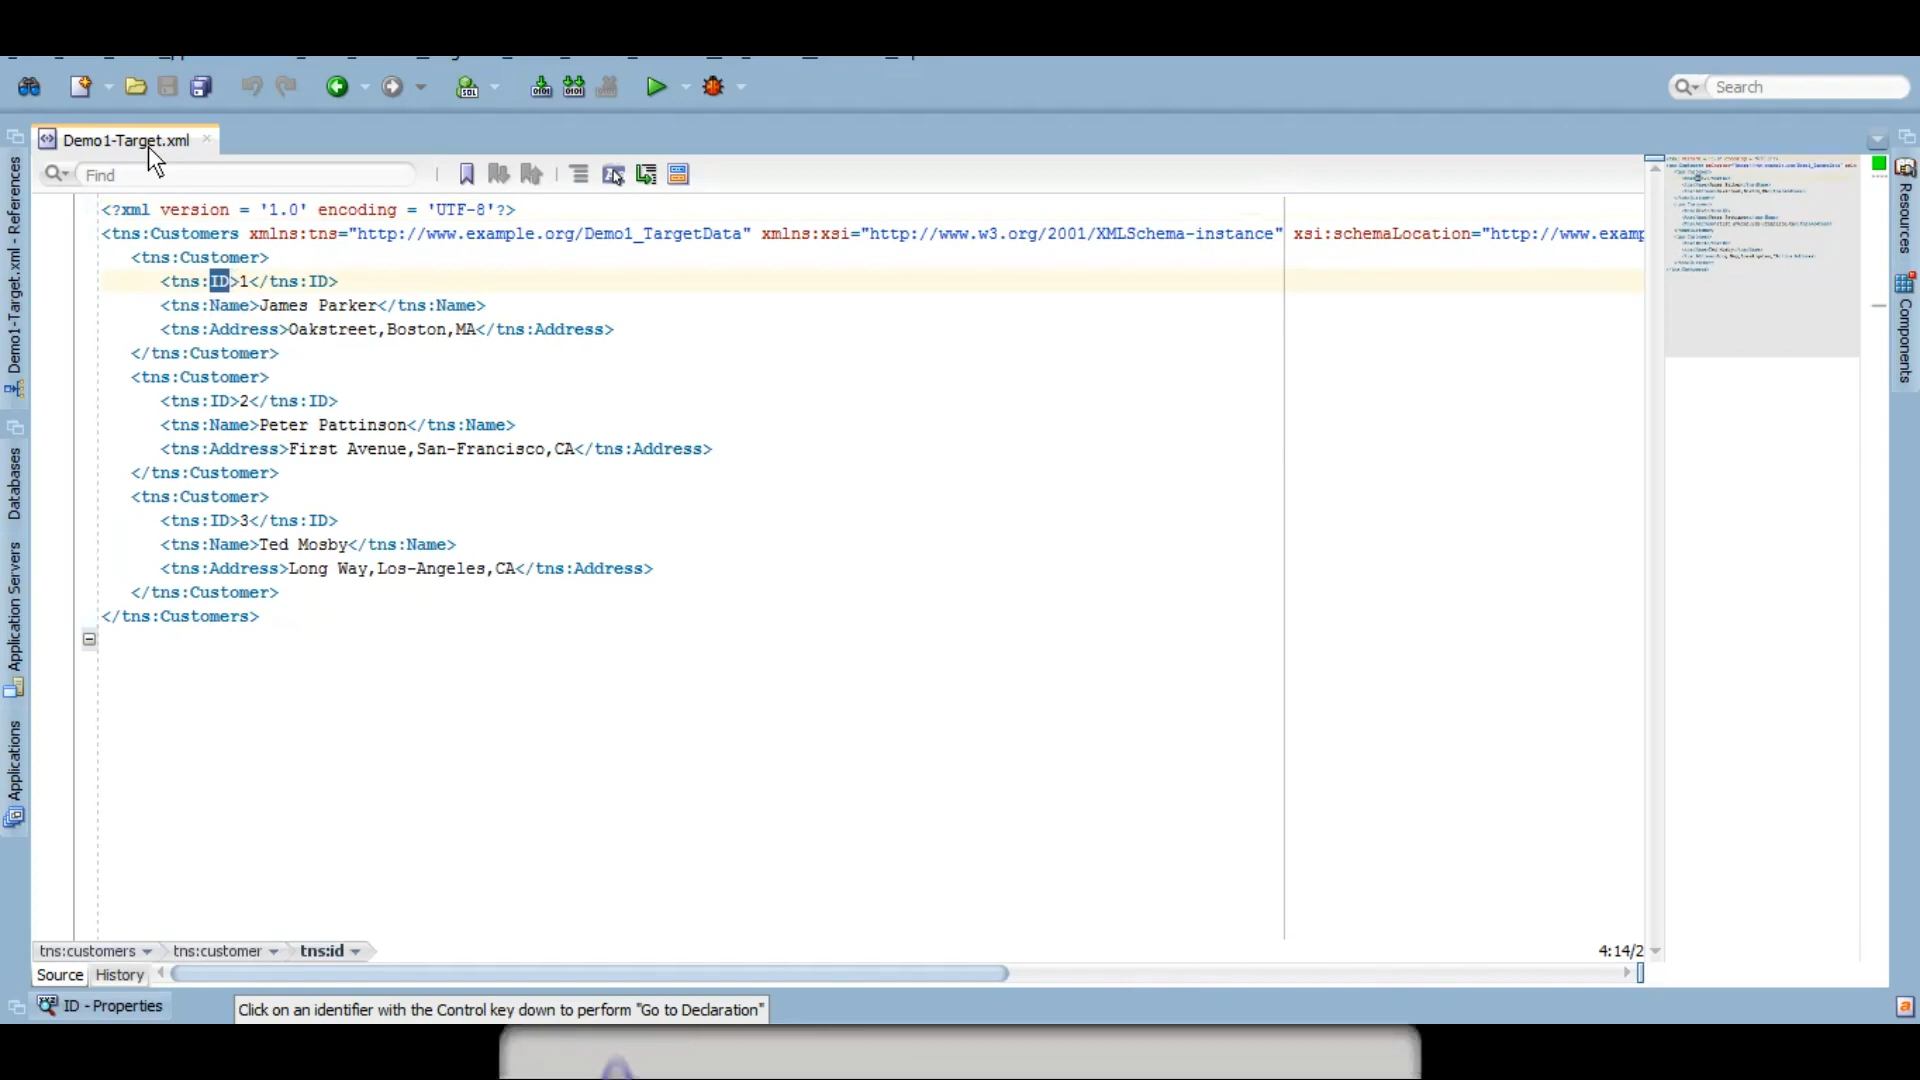 Search
Demo1-Target.xml
Find
<?xml version = '1.0' encoding = 'UTF-8'?>
<tns:Customers xmlns:tns="http://www.example.org/Demo1_TargetData" xmlns:xsi="http://www.w3.org/2001/XMLSchema-instance" xsi:schemaLocation="http://www.examp
<tns:Customer>
<tns:ID>1</tns:ID>
<tns:Name>James Parker</tns:Name>
<tns:Address>Oakstreet,Boston,MA</tns:Address>
</tns:Customer>
<tns:Customer>
<tns:ID>2</tns:ID>
<tns:Name>Peter Pattinson</tns:Name>
<tns:Address>First Avenue,San-Francisco,CA</tns:Address>
</tns:Customer>
<tns:Customer>
<tns:ID>3</tns:ID>
<tns:Name>Ted Mosby</tns:Name>
<tns:Address>Long Way,Los-Angeles,CA</tns:Address>
</tns:Customer>
</tns:Customers>
Demo1-Target.xml - References
Databases
Application Servers
Applications
Resources
Components
tns:customers tns:customer tns:id
4:14/2
Source History
ID - Properties
Click on an identifier with the Control key down to perform "Go to Declaration"